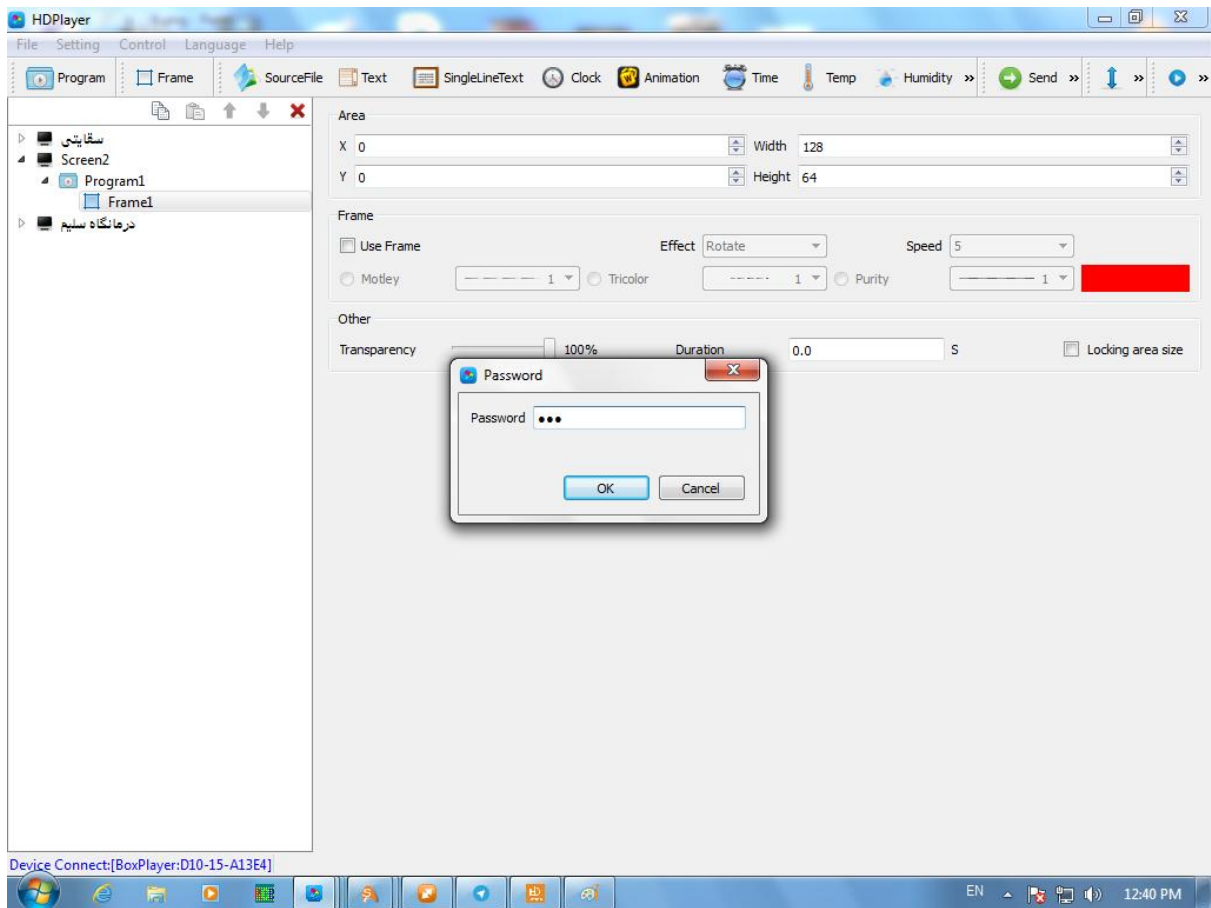 HDPlayer
File Setting Control Language Help
Program Frame SourceFile Text SingleLineText Clock Animation Time Temp Humidity » Send » » »
Area
X 0 Width 128
Y 0 Height 64
سقایتی
Screen2
Program1
Frame1
درمانگاه سلیم
Frame
Use Frame Effect Rotate Speed 5
Motley 1 Tricolor 1 Purity 1
Other
Transparency 100% Duration 0.0 S Locking area size
Password
Password •••
OK Cancel
Device Connect:[BoxPlayer:D10-15-A13E4]
EN 12:40 PM